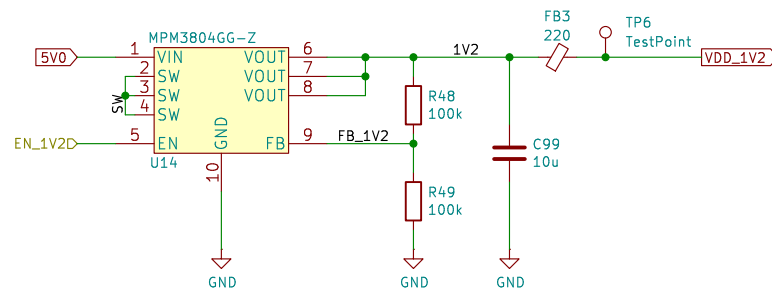 MPM3804GG-Z
FB3
220
TP6
TestPoint
5V0
1
VIN
VOUT
6
1V2
VDD_1V2
2
SW
VOUT
7
3
SW
VOUT
8
4
SW
SW
R48
100k
EN_1V2
5
EN
GND
FB
9
FB_1V2
U14
10
C99
10u
R49
100k
GND
GND
GND